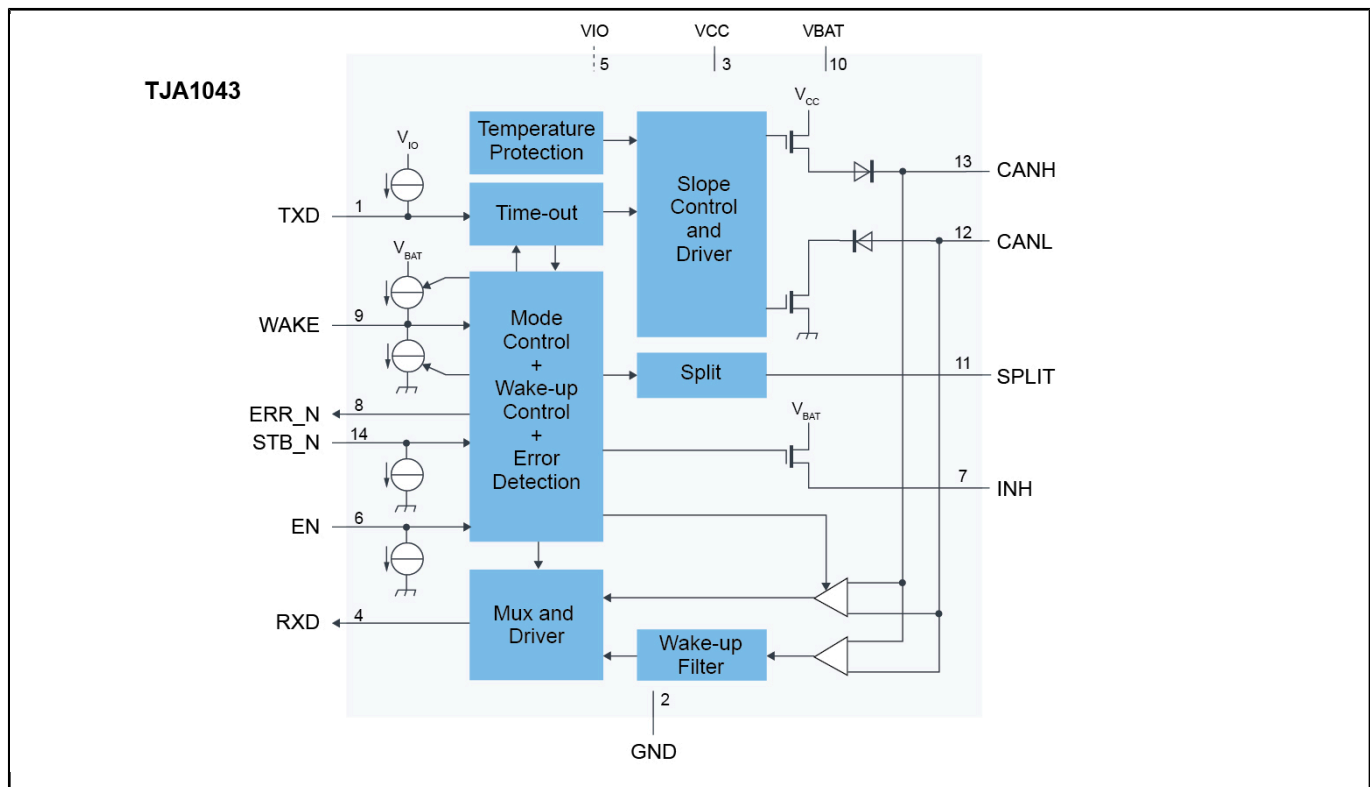 VIO
VCC
VBAT
5
3
10
TJA1043
VCC
Temperature
Protection
VIO
13
CANH
Slope
Control
and
Driver
1
TXD
Time-out
12
CANL
VBAT
9
WAKE
Mode
Control
+
Wake-up
Control
+
Error
Detection
Split
11
SPLIT
8
ERR_N
14
STB_N
VBAT
7
INH
6
EN
4
RXD
Mux and
Driver
Wake-up
Filter
2
GND